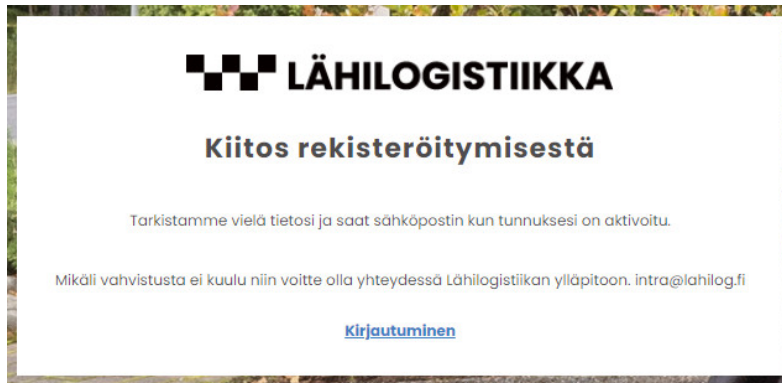 LÄHILOGISTIIKKA
Kiitos rekisteröitymisestä
Tarkistamme vielä tietosi ja saat sähköpostin kun tunnuksesi on aktivoitu.
Mikäli vahvistusta ei kuulu niin voitte olla yhteydessä Lähilogistiikan ylläpitoon. intra@lahilog.fi
Kirjautuminen